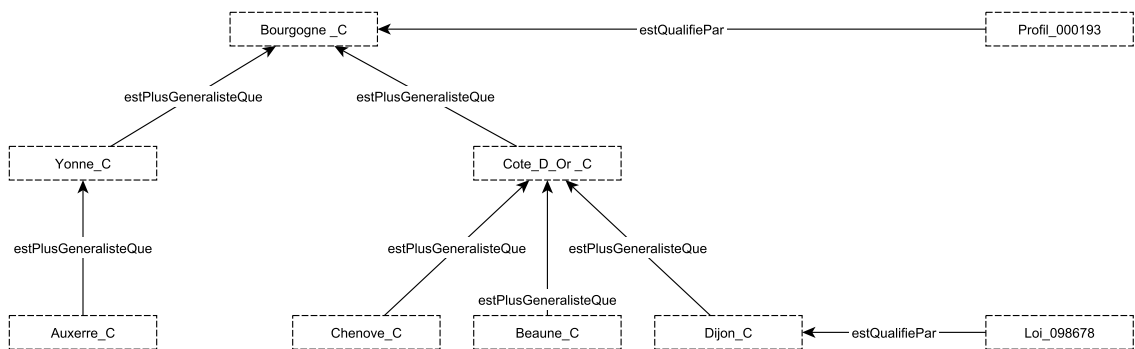 Bourgogne _C
estQualifiePar
Profil_000193
estPlusGeneralisteQue
estPlusGeneralisteQue
Yonne_C
Cote_D_Or _C
estPlusGeneralisteQue
estPlusGeneralisteQue
estPlusGeneralisteQue
estPlusGeneralisteQue
Auxerre_C
Chenove_C
Beaune_C
Dijon_C
estQualifiePar
Loi_098678